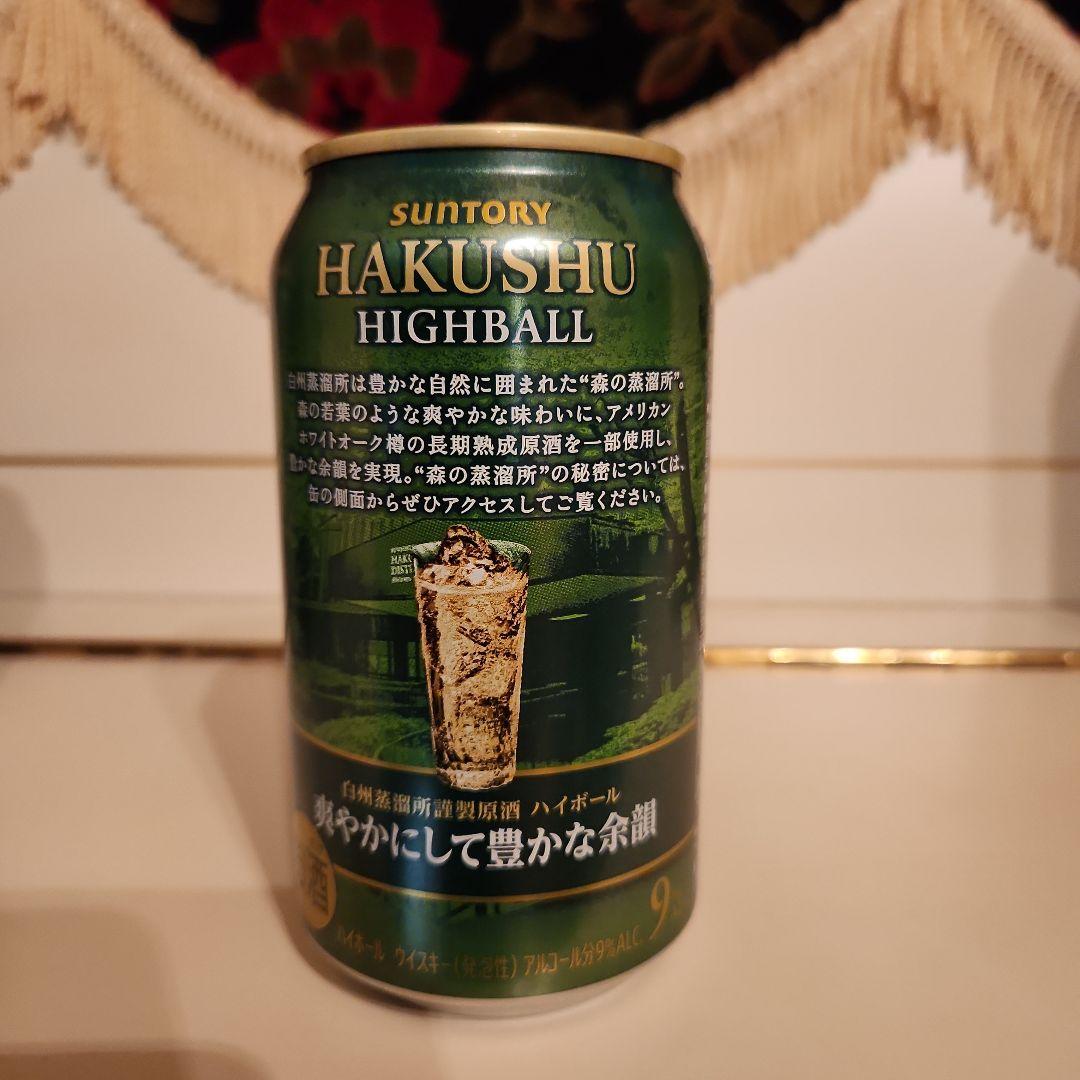 SUNTORY
HAKUSHU
HIGHBALL
白州蒸溜所は豊かな自然に囲まれた“森の蒸溜所”。
森の若葉のような爽やかな味わいに、アメリカン
ホワイトオーク樽の長期熟成原酒を一部使用し、
豊かな余韻を実現。“森の蒸溜所”の秘密については、
缶の側面からぜひアクセスしてご覧ください。
HAKU
DIST
白州蒸溜所謹製原酒 ハイボール
爽やかにして豊かな余韻
酒
ハイボール ウイスキー(発泡性) アルコール分9%ALC. 9%